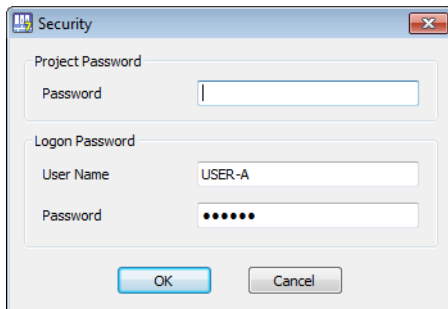 Security
Project Password
Password
Logon Password
User Name USER-A
Password ••••••
OK Cancel